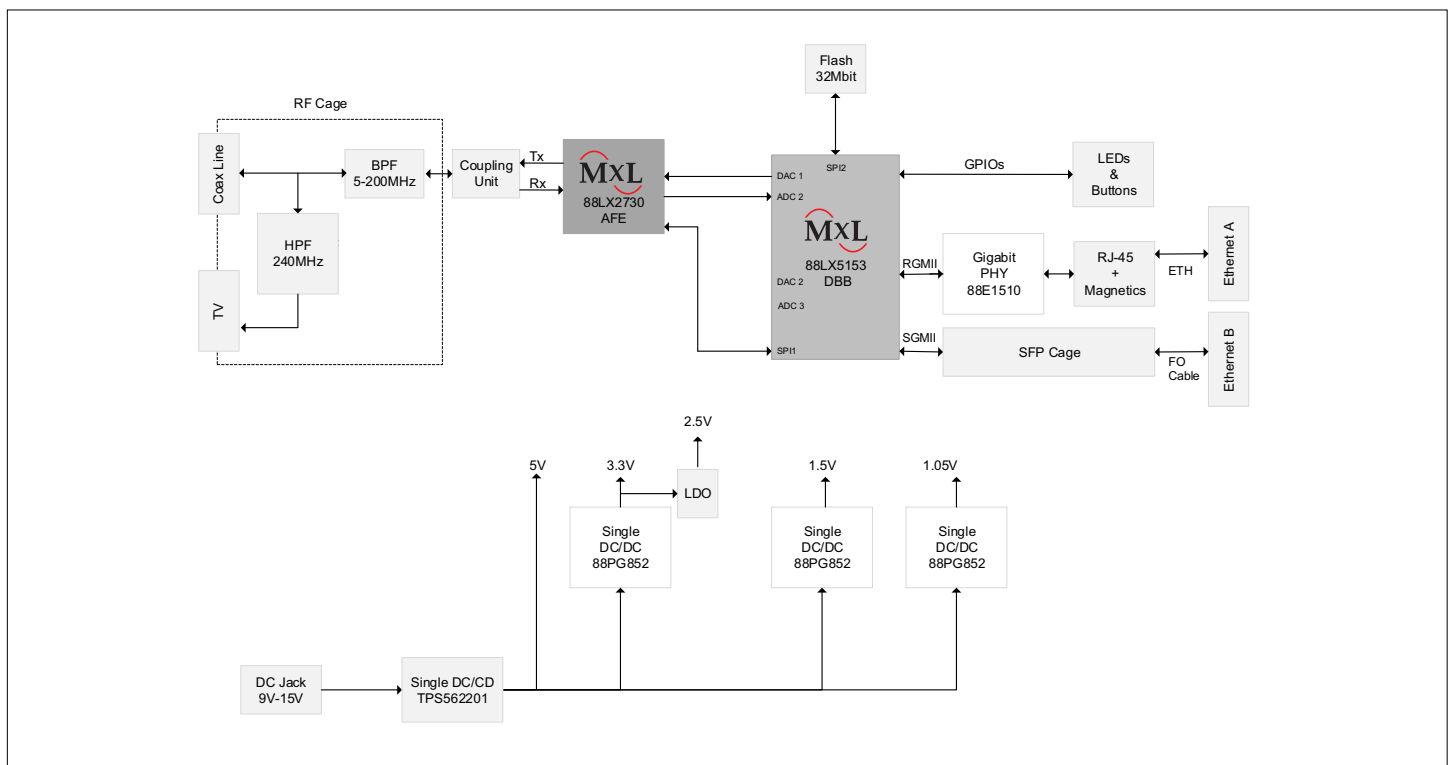 Flash
32Mbit
RF Cage
Coax Line
BPF
5-200MHz
Coupling
Unit
Tx
Rx
MxL
88LX2730
AFE
SPI2
DAC 1
ADC 2
MxL
88LX5153
DBB
DAC 2
ADC 3
SPI1
GPIOs
LEDs
&
Buttons
HPF
240MHz
TV
RGMII
Gigabit
PHY
88E1510
RJ-45
+
Magnetics
ETH
Ethernet A
SGMII
SFP Cage
FO
Cable
Ethernet B
2.5V
5V
3.3V
1.5V
1.05V
LDO
Single
DC/DC
88PG852
Single
DC/DC
88PG852
Single
DC/DC
88PG852
DC Jack
9V-15V
Single DC/CD
TPS562201